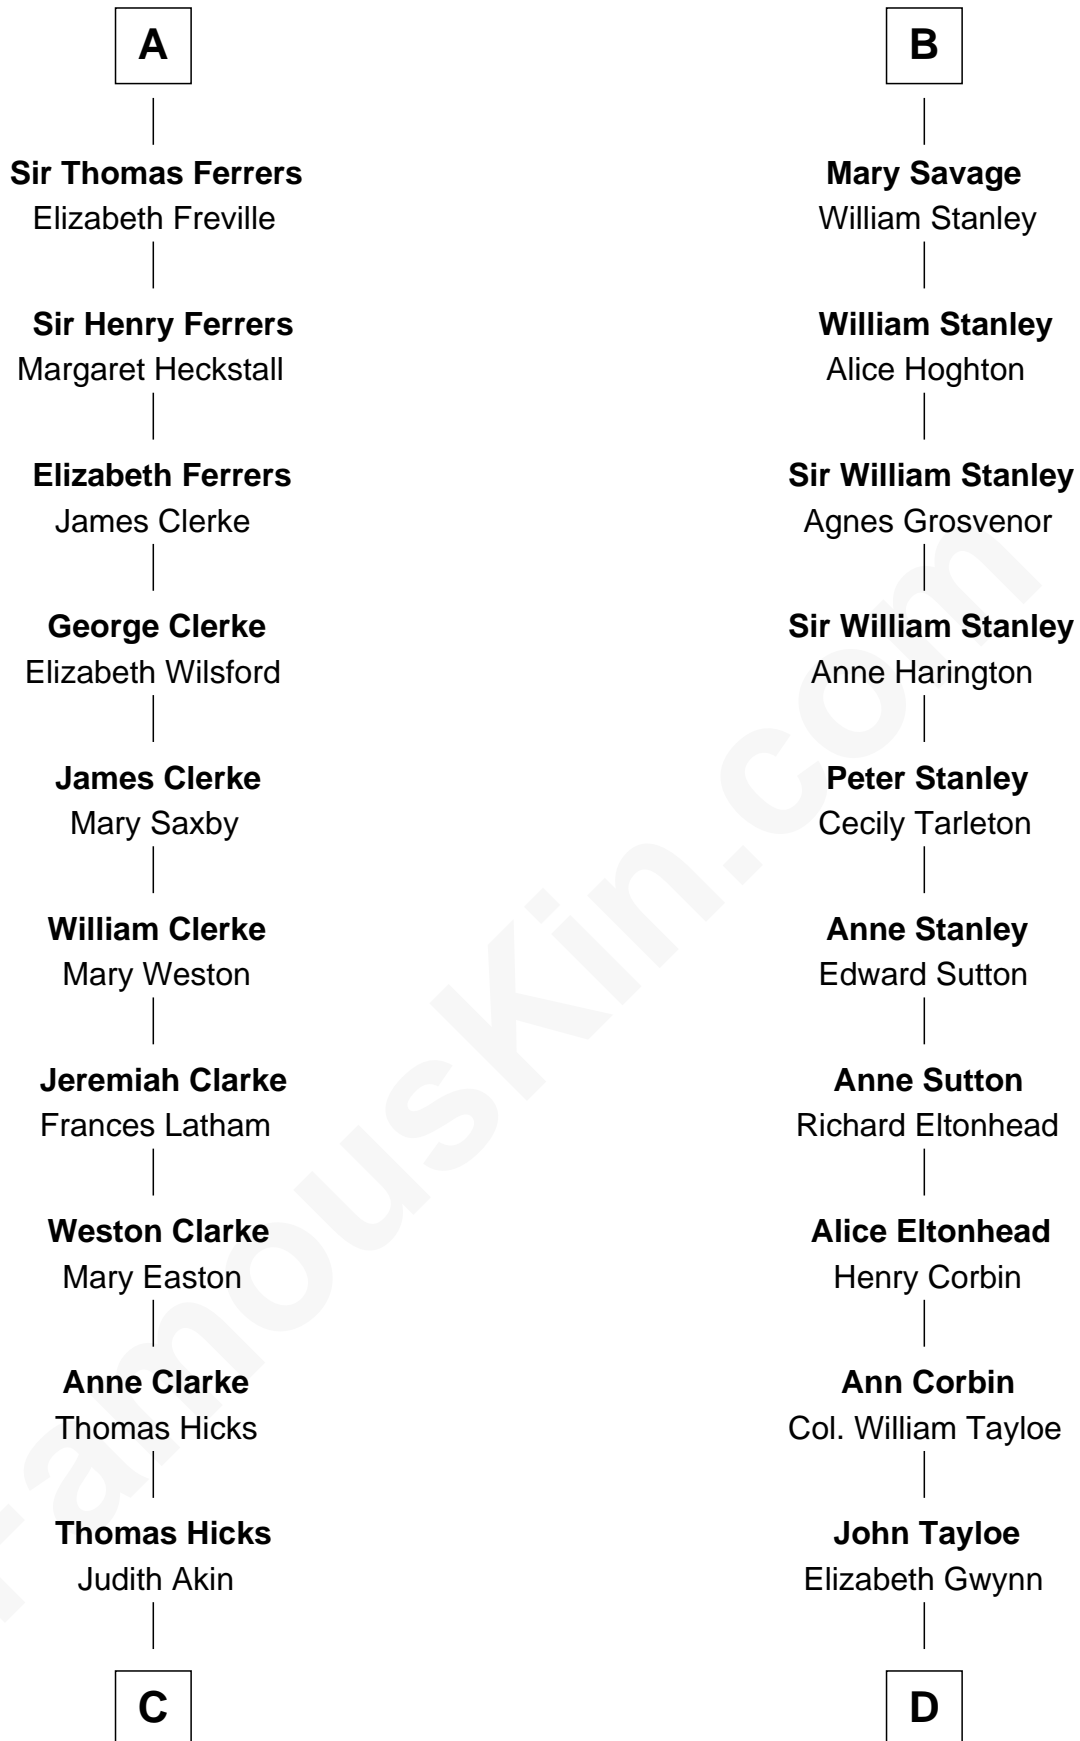 A
Sir Thomas Ferrers
Elizabeth Freville
Sir Henry Ferrers
Margaret Heckstall
Elizabeth Ferrers
James Clerke
George Clerke
Elizabeth Wilsford
James Clerke
Mary Saxby
William Clerke
Mary Weston
Jeremiah Clarke
Frances Latham
Weston Clarke
Mary Easton
Anne Clarke
Thomas Hicks
Thomas Hicks
Judith Akin
C
B
Mary Savage
William Stanley
William Stanley
Alice Hoghton
Sir William Stanley
Agnes Grosvenor
Sir William Stanley
Anne Harington
Peter Stanley
Cecily Tarleton
Anne Stanley
Edward Sutton
Anne Sutton
Richard Eltonhead
Alice Eltonhead
Henry Corbin
Ann Corbin
Col. William Tayloe
John Tayloe
Elizabeth Gwynn
D
FamousKin.com